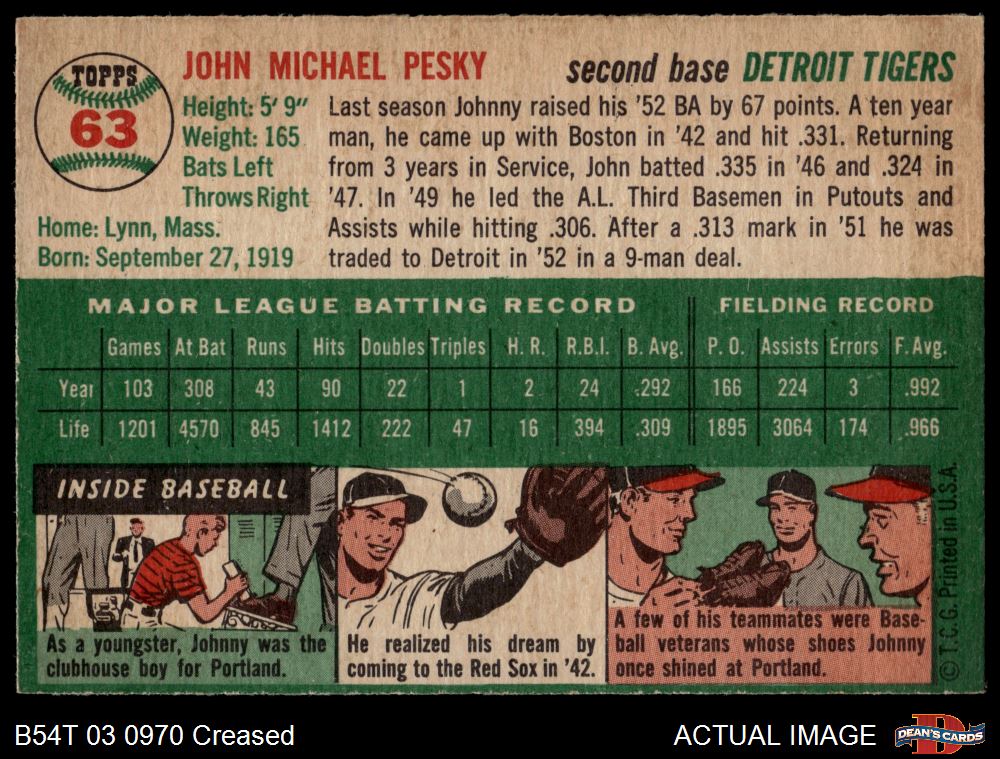 TOPPS
63
JOHN MICHAEL PESKY
second base DETROIT TIGERS
Height: 5' 9"
Weight: 165
Bats Left
Throws Right
Home: Lynn, Mass.
Born: September 27, 1919
Last season Johnny raised his '52 BA by 67 points. A ten year
man, he came up with Boston in '42 and hit .331. Returning
from 3 years in Service, John batted .335 in '46 and .324 in
'47. In '49 he led the A.L. Third Basemen in Putouts and
Assists while hitting .306. After a .313 mark in '51 he was
traded to Detroit in '52 in a 9-man deal.
MAJOR LEAGUE BATTING RECORD FIELDING RECORD
Games At Bat Runs Hits Doubles Triples H. R. R.B.I. B. Avg. P. O. Assists Errors F. Avg.
Year 103 308 43 90 22 1 2 24 .292 166 224 3 .992
Life 1201 4570 845 1412 222 47 16 394 .309 1895 3064 174 .966
INSIDE BASEBALL
As a youngster, Johnny was the
clubhouse boy for Portland.
He realized his dream by
coming to the Red Sox in '42.
A few of his teammates were Base-
ball veterans whose shoes Johnny
once shined at Portland.
© T.C.G. Printed in U.S.A.
B54T 03 0970 Creased
ACTUAL IMAGE
DEAN'S CARDS